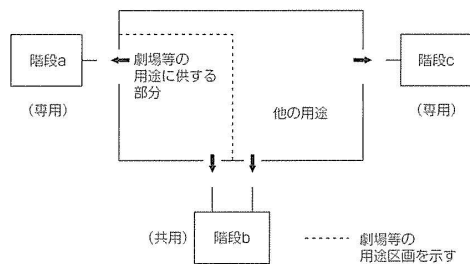 階段a
(専用)
劇場等の
用途に供する
部分
他の用途
階段c
(専用)
(共用)
階段b
劇場等の
用途区画を示す